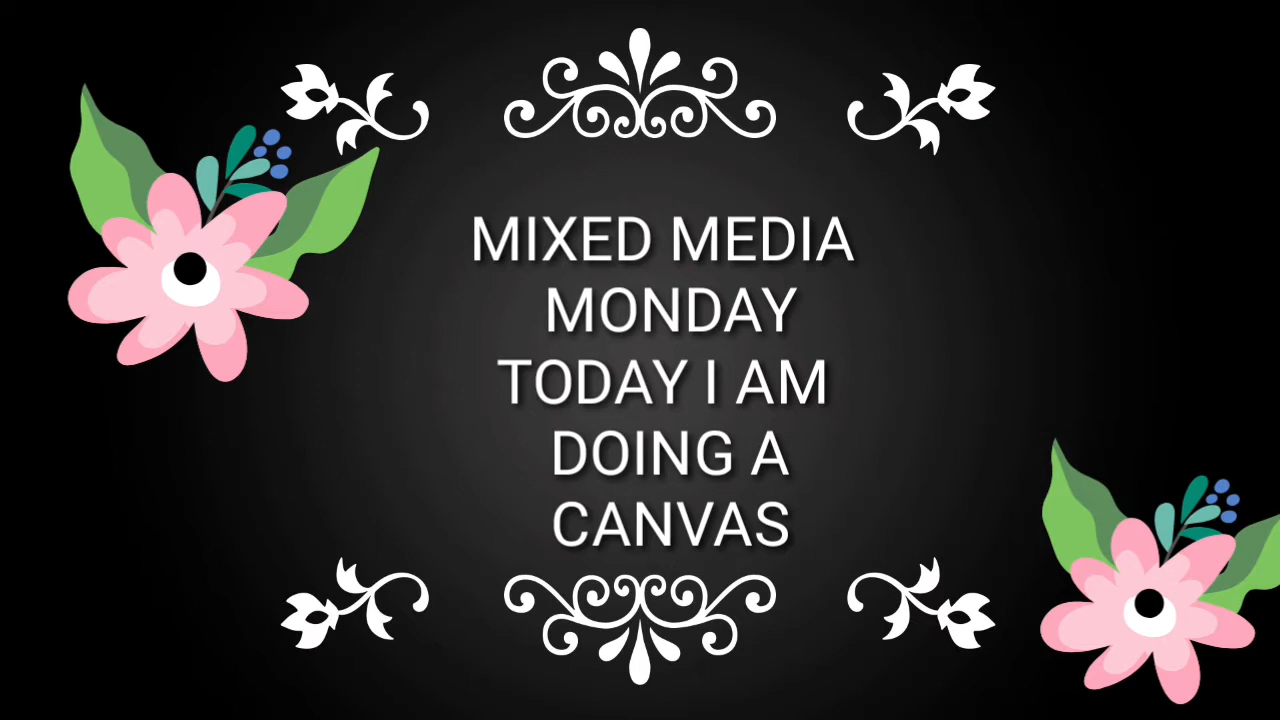 MIXED MEDIA
MONDAY
TODAY I AM
DOING A
CANVAS